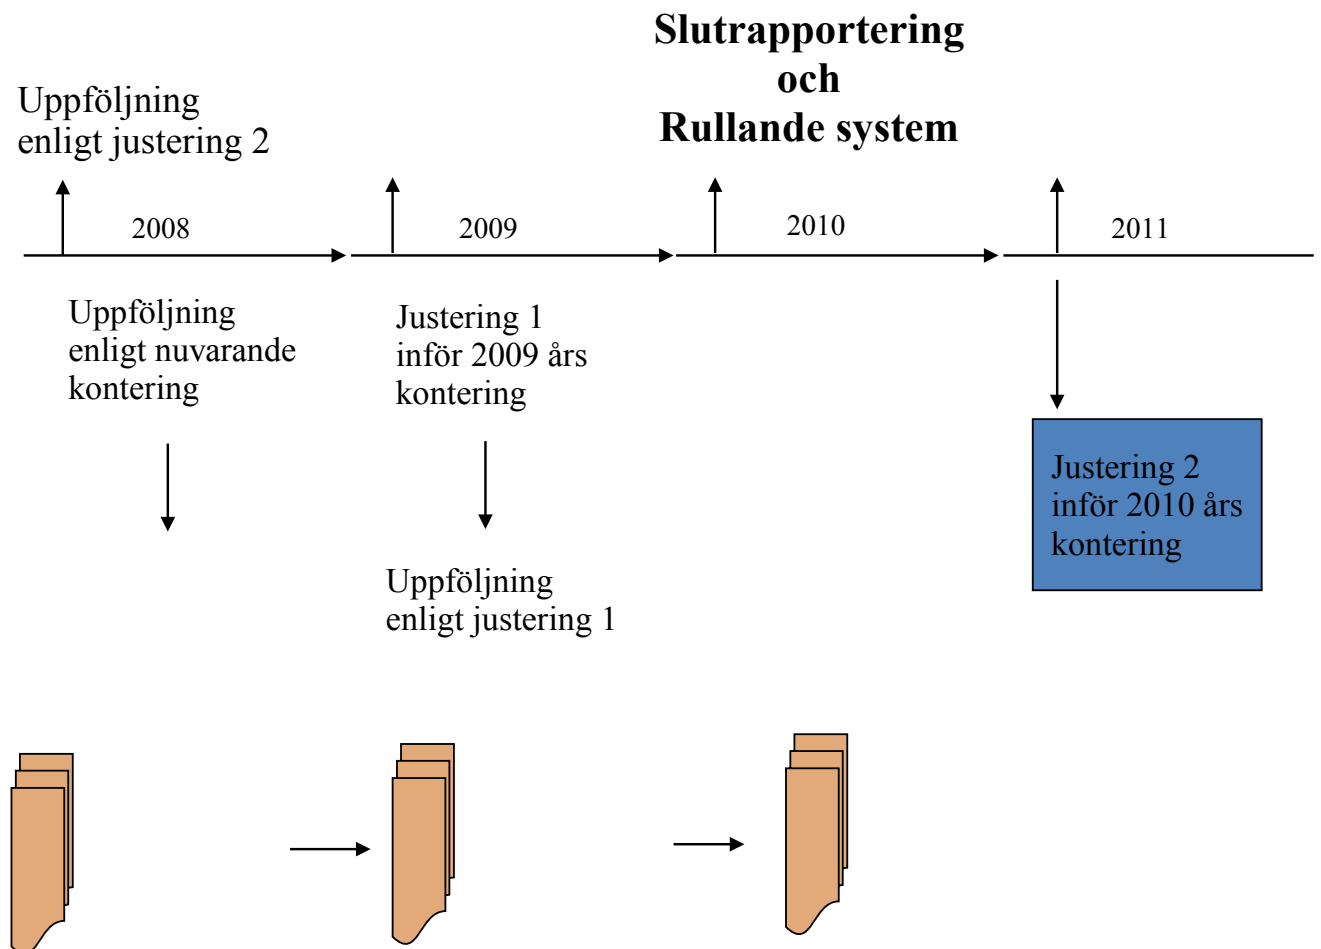 Slutrapportering
och
Rullande system
Uppföljning
enligt justering 2
2008
2009
2010
2011
Uppföljning
enligt nuvarande
kontering
Justering 1
inför 2009 års
kontering
Justering 2
inför 2010 års
kontering
Uppföljning
enligt justering 1